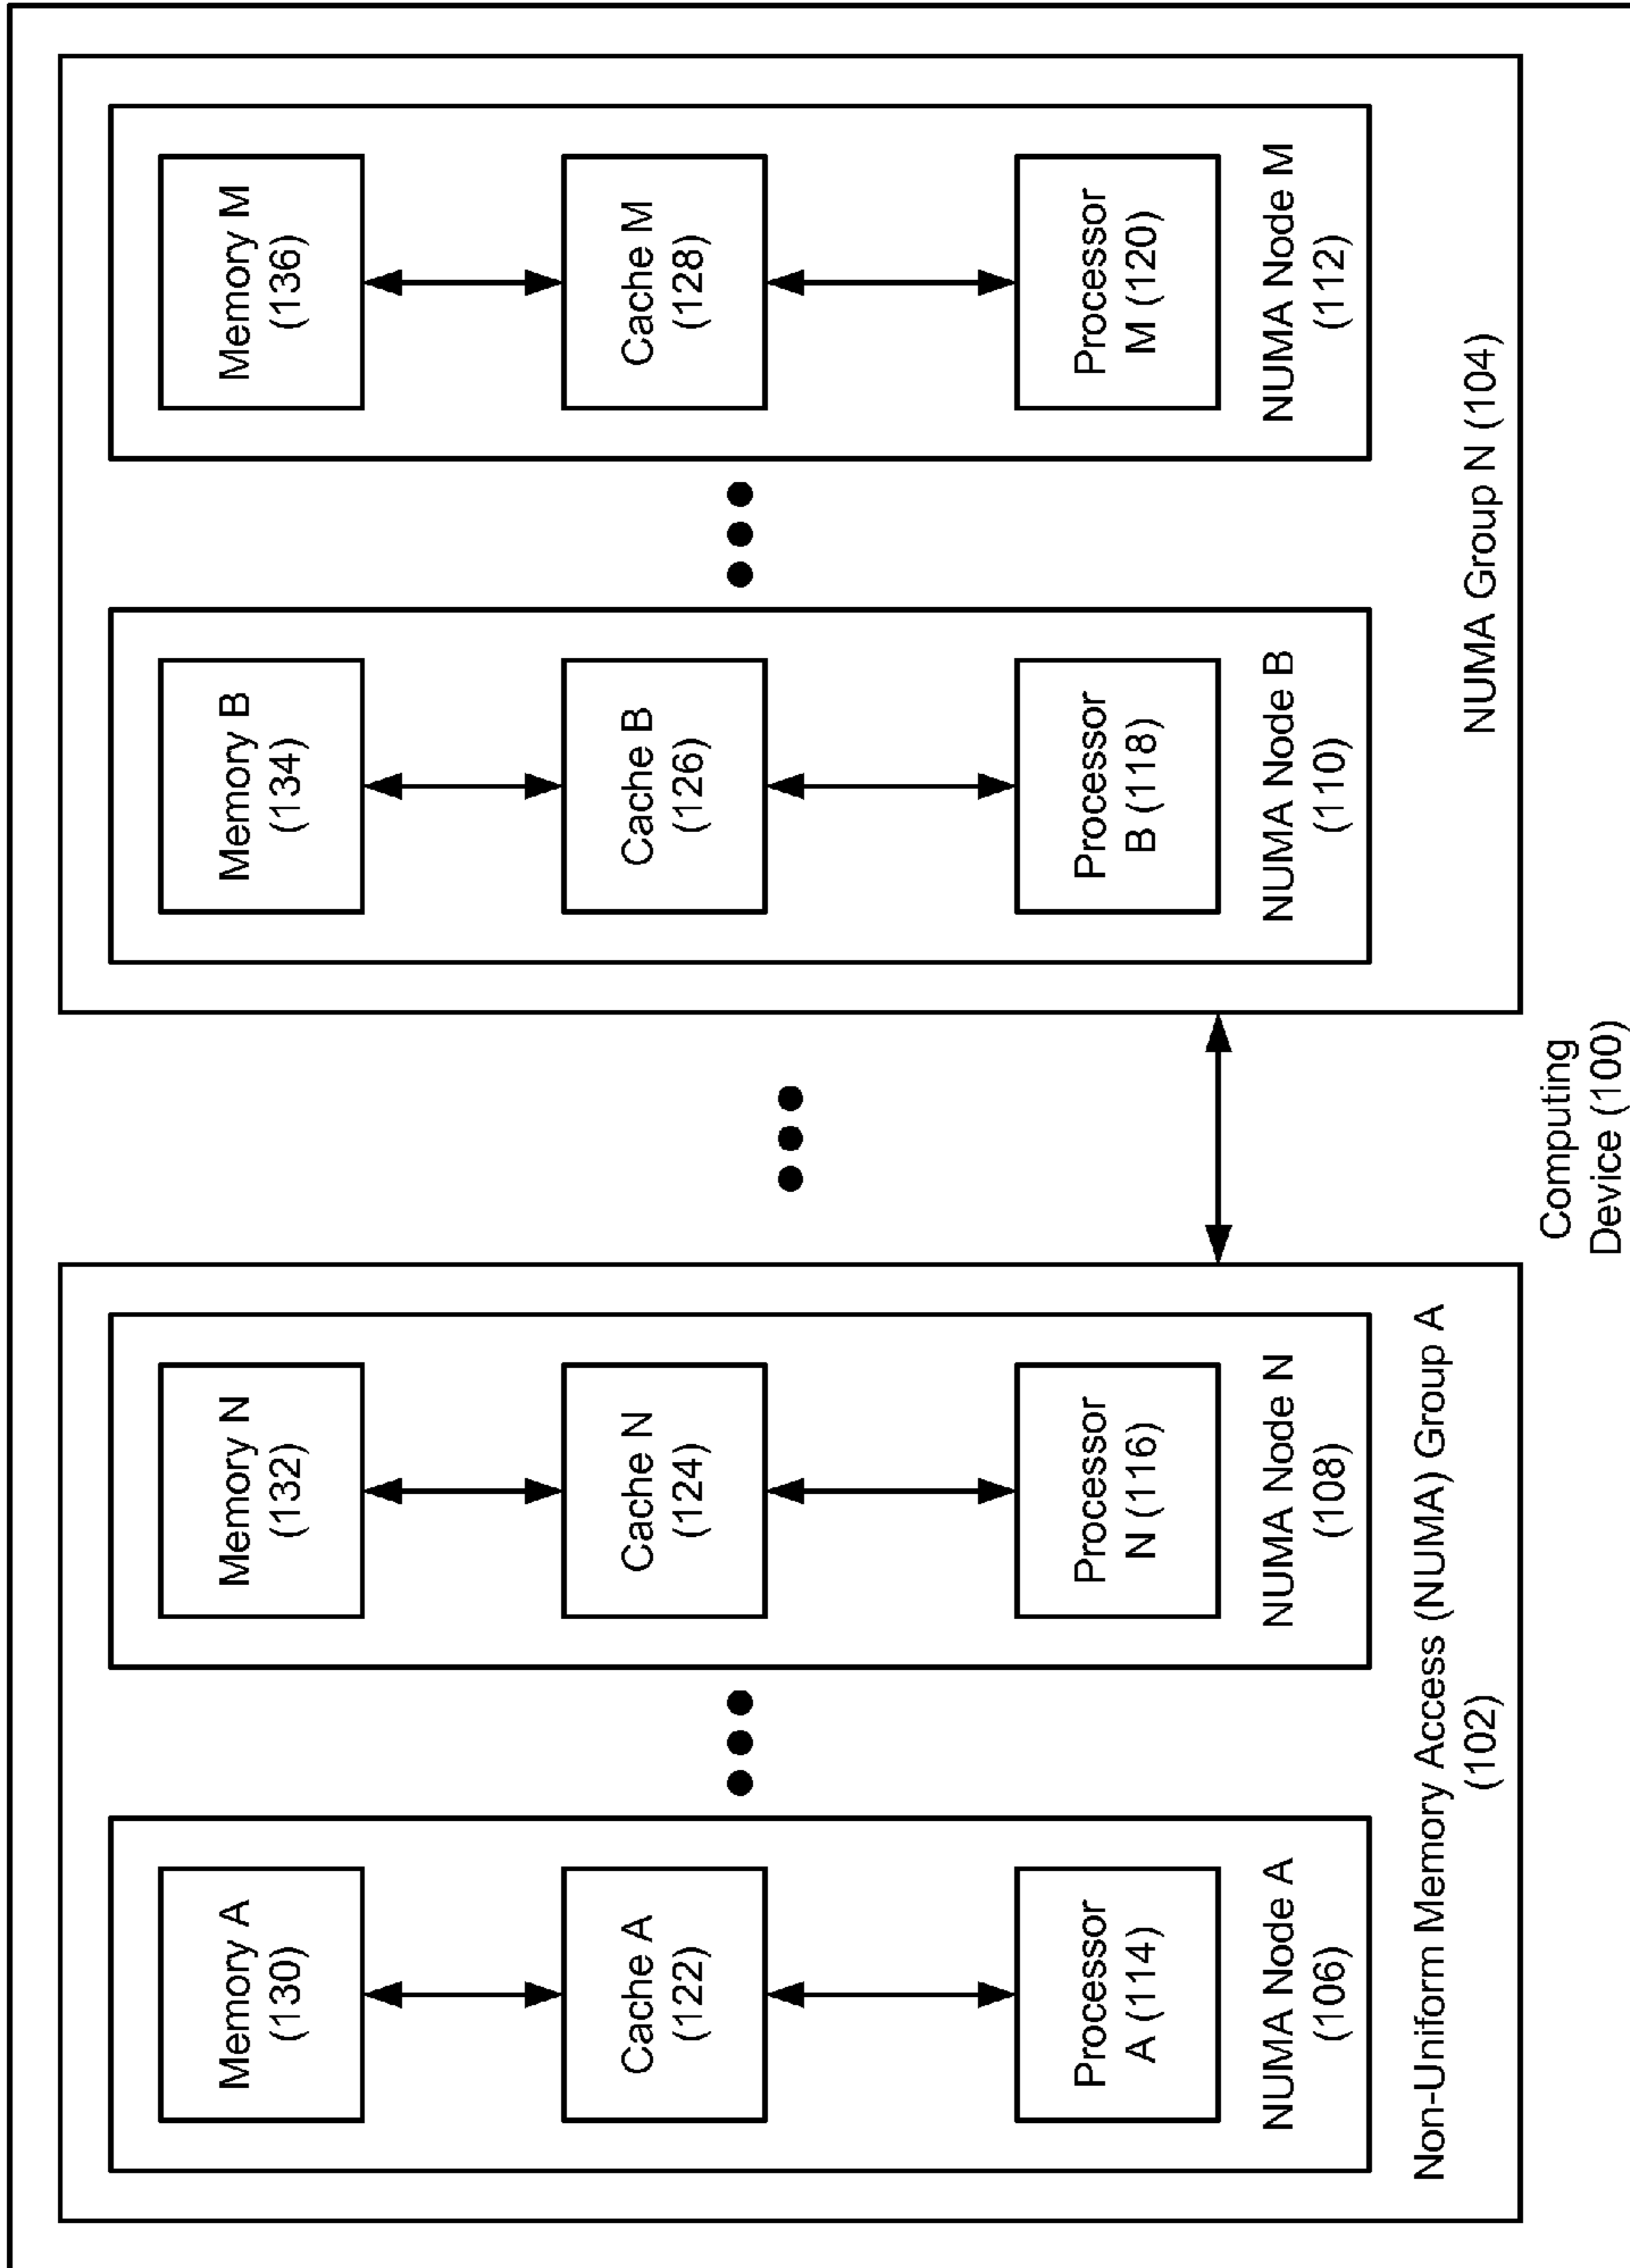 Memory A
(130)
Cache A
(122)
Processor
A (114)
NUMA Node A
(106)
Memory N
(132)
Cache N
(124)
Processor
N (116)
NUMA Node N
(108)
Non-Uniform Memory Access (NUMA) Group A
(102)
Memory B
(134)
Cache B
(126)
Processor
B (118)
NUMA Node B
(110)
Memory M
(136)
Cache M
(128)
Processor
M (120)
NUMA Node M
(112)
NUMA Group N (104)
Computing
Device (100)